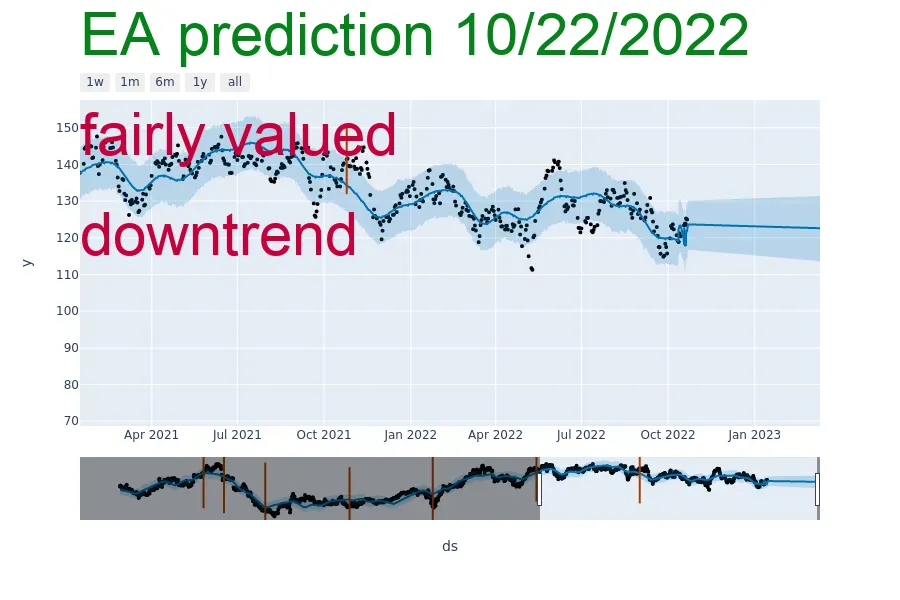 EA prediction 10/22/2022
1w 1m 6m 1y all
fairly valued
downtrend
150
140
130
120
110
100
90
80
70
y
Apr 2021 Jul 2021 Oct 2021 Jan 2022 Apr 2022 Jul 2022 Oct 2022 Jan 2023
ds